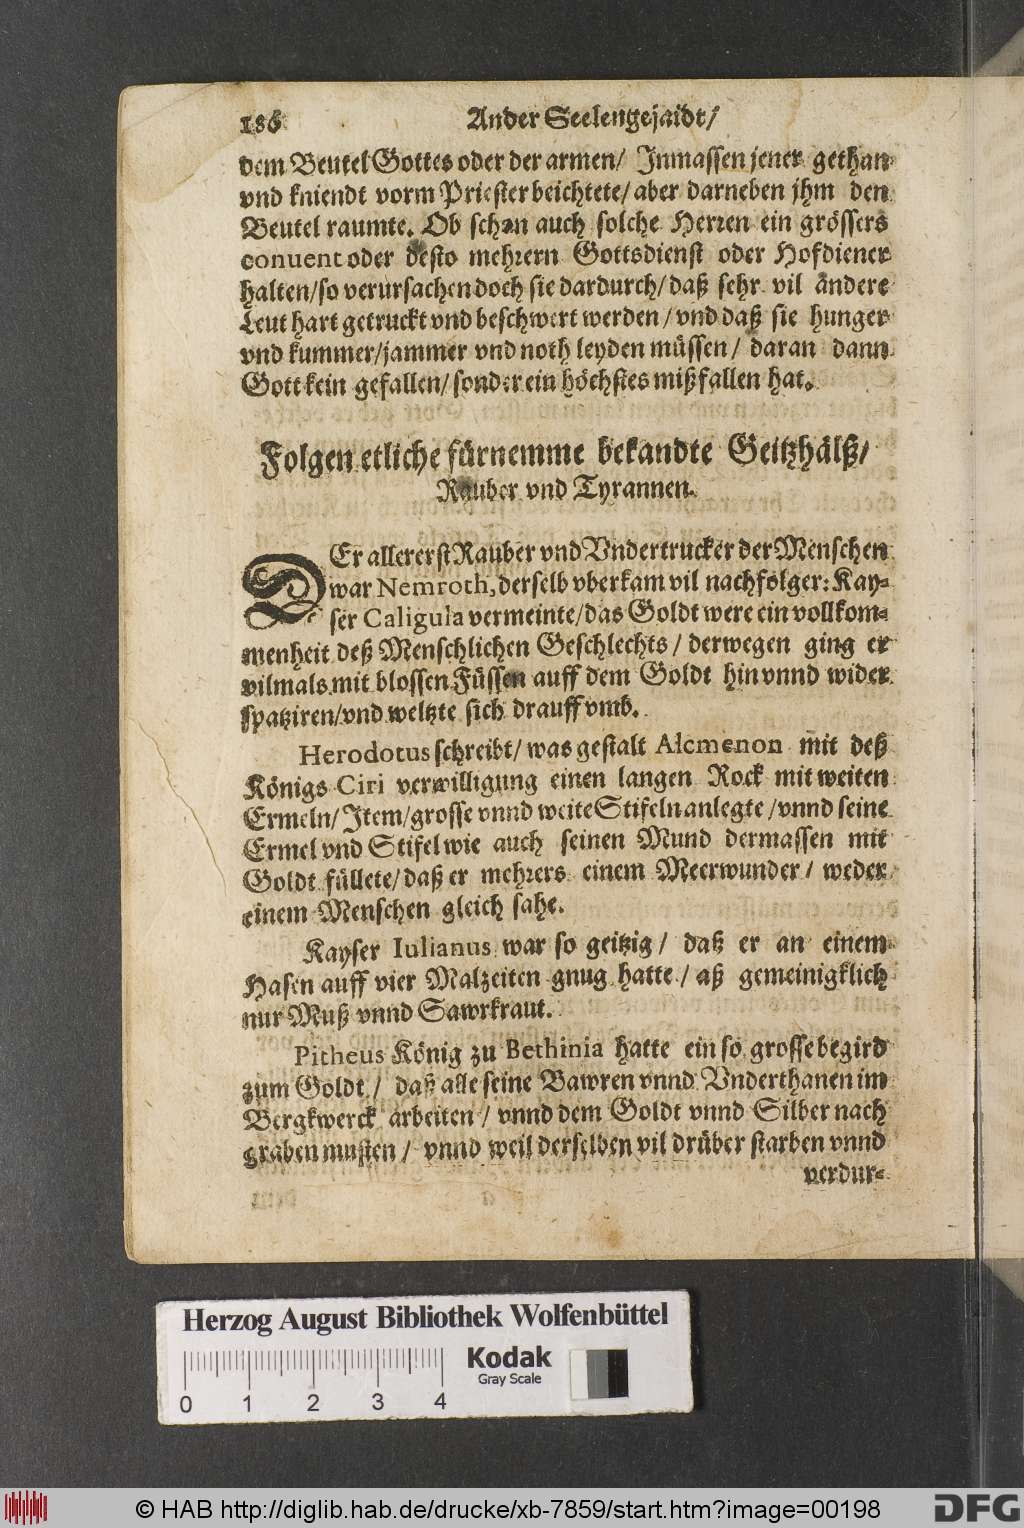 186 Ander Seelengejaidt/
dem Beutel Gottes oder der armen/ Inmassen jener gethan
vnd kniendt vorm Priester beichtete/ aber darneben jhm den
Beutel raumte. Ob schon auch solche Herren ein grössers
conuent oder desto mehrern Gottsdienst oder Hofdiener
halten/ so verursachen doch sie dardurch/ daß sehr vil andere
Leut hart getruckt vnd beschwert werden/ vnd daß sie hunger
vnd kummer/ jammer vnd noth leyden müssen/ daran dann
Gott kein gefallen/ sonder ein höchstes mißfallen hat.
Folgen etliche fürnemme bekandte Geitzhälß/
Rauber vnd Tyrannen.
DEr allererst Rauber vnd Vndertrucker der Menschen
war Nemroth, derselb vberkam vil nachfolger: Kay-
ser Caligula vermeinte/ das Goldt were ein vollkom-
menheit deß Menschlichen Geschlechts/ derwegen ging er
vilmals mit blossen Füssen auff dem Goldt hin vnnd wider
spatziren/ vnd weltzte sich drauff vmb.
Herodotus schreibt/ was gestalt Alcmenon mit deß
Königs Ciri verwilligung einen langen Rock mit weiten
Ermeln/ Item/ grosse vnnd weite Stifeln anlegte/ vnnd seine
Ermel vnd Stifel wie auch seinen Mund dermassen mit
Goldt füllete/ daß er mehrers einem Meerwunder/ weder
einem Menschen gleich sahe.
Kayser Iulianus war so geitzig/ daß er an einem
Hasen auff vier Malzeiten gnug hatte/ aß gemeinigklich
nur Muß vnnd Sawrkraut.
Pitheus König zu Bethinia hatte ein so grosse begird
zum Goldt/ daß alle seine Bawren vnnd Vnderthanen im
Bergkwerck arbeiten/ vnnd dem Goldt vnnd Silber nach
graben musten/ vnnd weil derselben vil drüber starben vnnd
verdur-
Herzog August Bibliothek Wolfenbüttel
Kodak
Gray Scale
0 1 2 3 4
© HAB http://diglib.hab.de/drucke/xb-7859/start.htm?image=00198
DFG